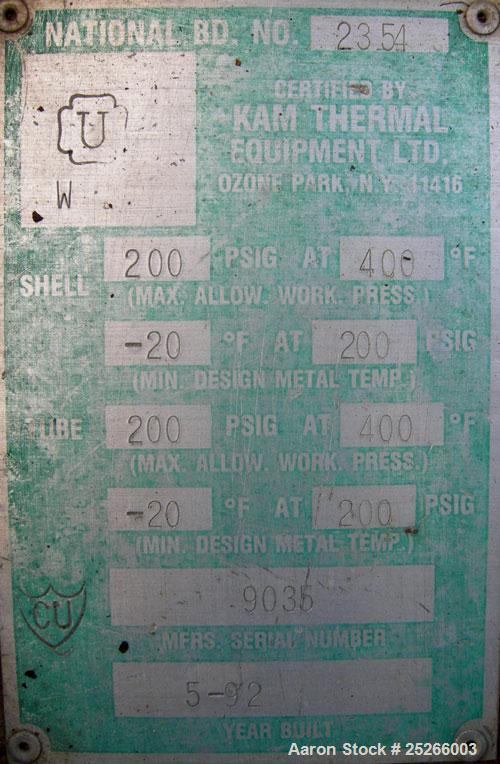 NATIONAL BD. NO. 2354
U
W
CERTIFIED BY
KAM THERMAL
EQUIPMENT LTD.
OZONE PARK, N.Y. 11416
SHELL 200 PSIG AT 400 °F
(MAX. ALLOW. WORK. PRESS.)
-20 °F AT 200 PSIG
(MIN. DESIGN METAL TEMP.)
TUBE 200 PSIG AT 400 °F
(MAX. ALLOW. WORK. PRESS.)
-20 °F AT 200 PSIG
(MIN. DESIGN METAL TEMP.)
CU 9035
MFRS. SERIAL NUMBER
5-92
YEAR BUILT
Aaron Stock # 25266003